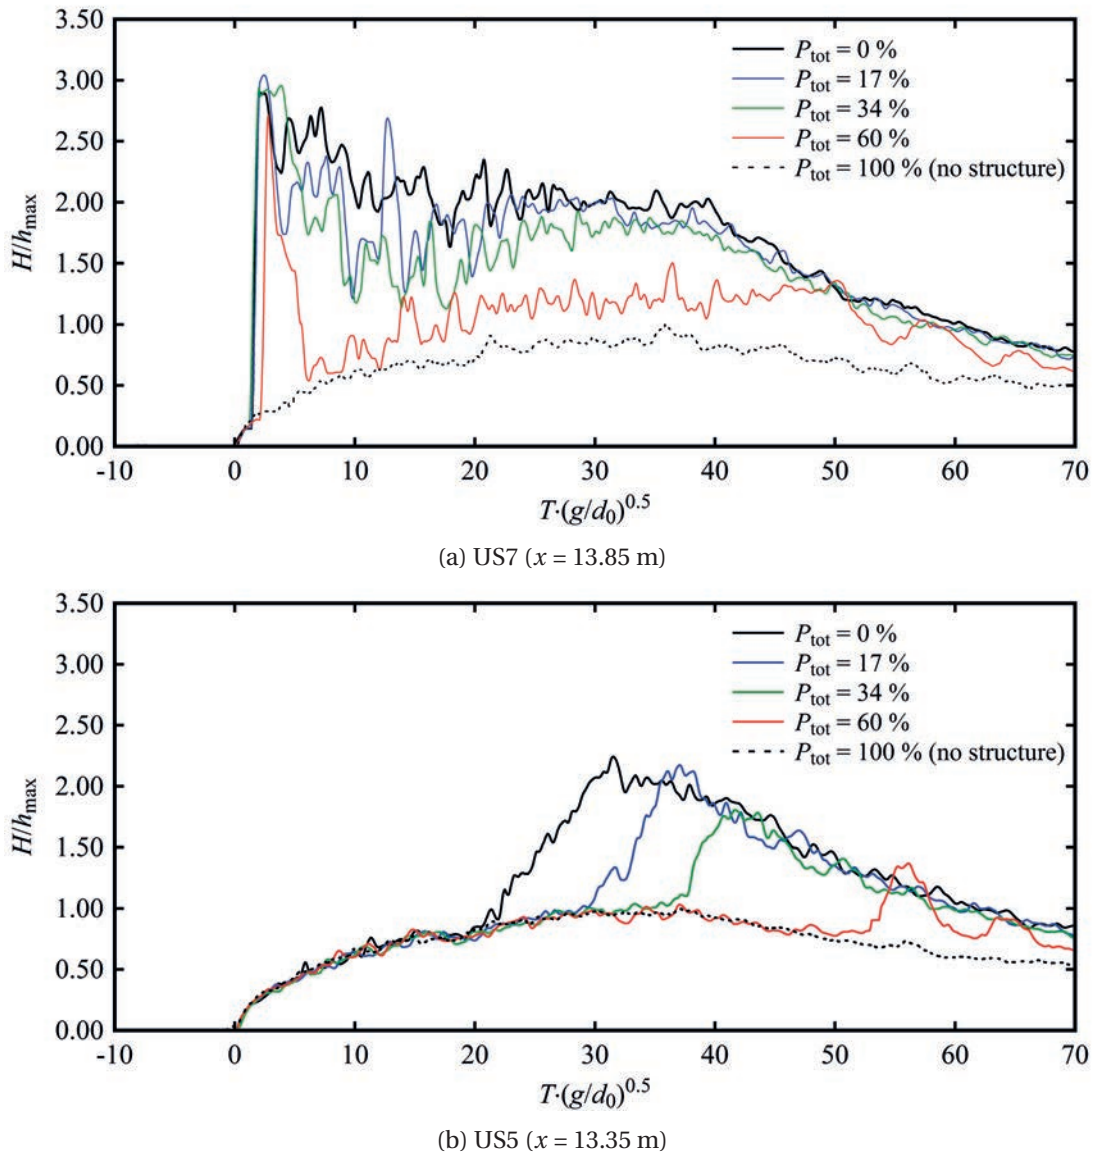 3.50
3.00
2.50
2.00
1.50
1.00
0.50
0.00
H/hmax
Ptot = 0 %
Ptot = 17 %
Ptot = 34 %
Ptot = 60 %
Ptot = 100 % (no structure)
-10 0 10 20 30 40 50 60 70
T·(g/d0)^0.5
(a) US7 (x = 13.85 m)
3.50
3.00
2.50
2.00
1.50
1.00
0.50
0.00
H/hmax
Ptot = 0 %
Ptot = 17 %
Ptot = 34 %
Ptot = 60 %
Ptot = 100 % (no structure)
-10 0 10 20 30 40 50 60 70
T·(g/d0)^0.5
(b) US5 (x = 13.35 m)